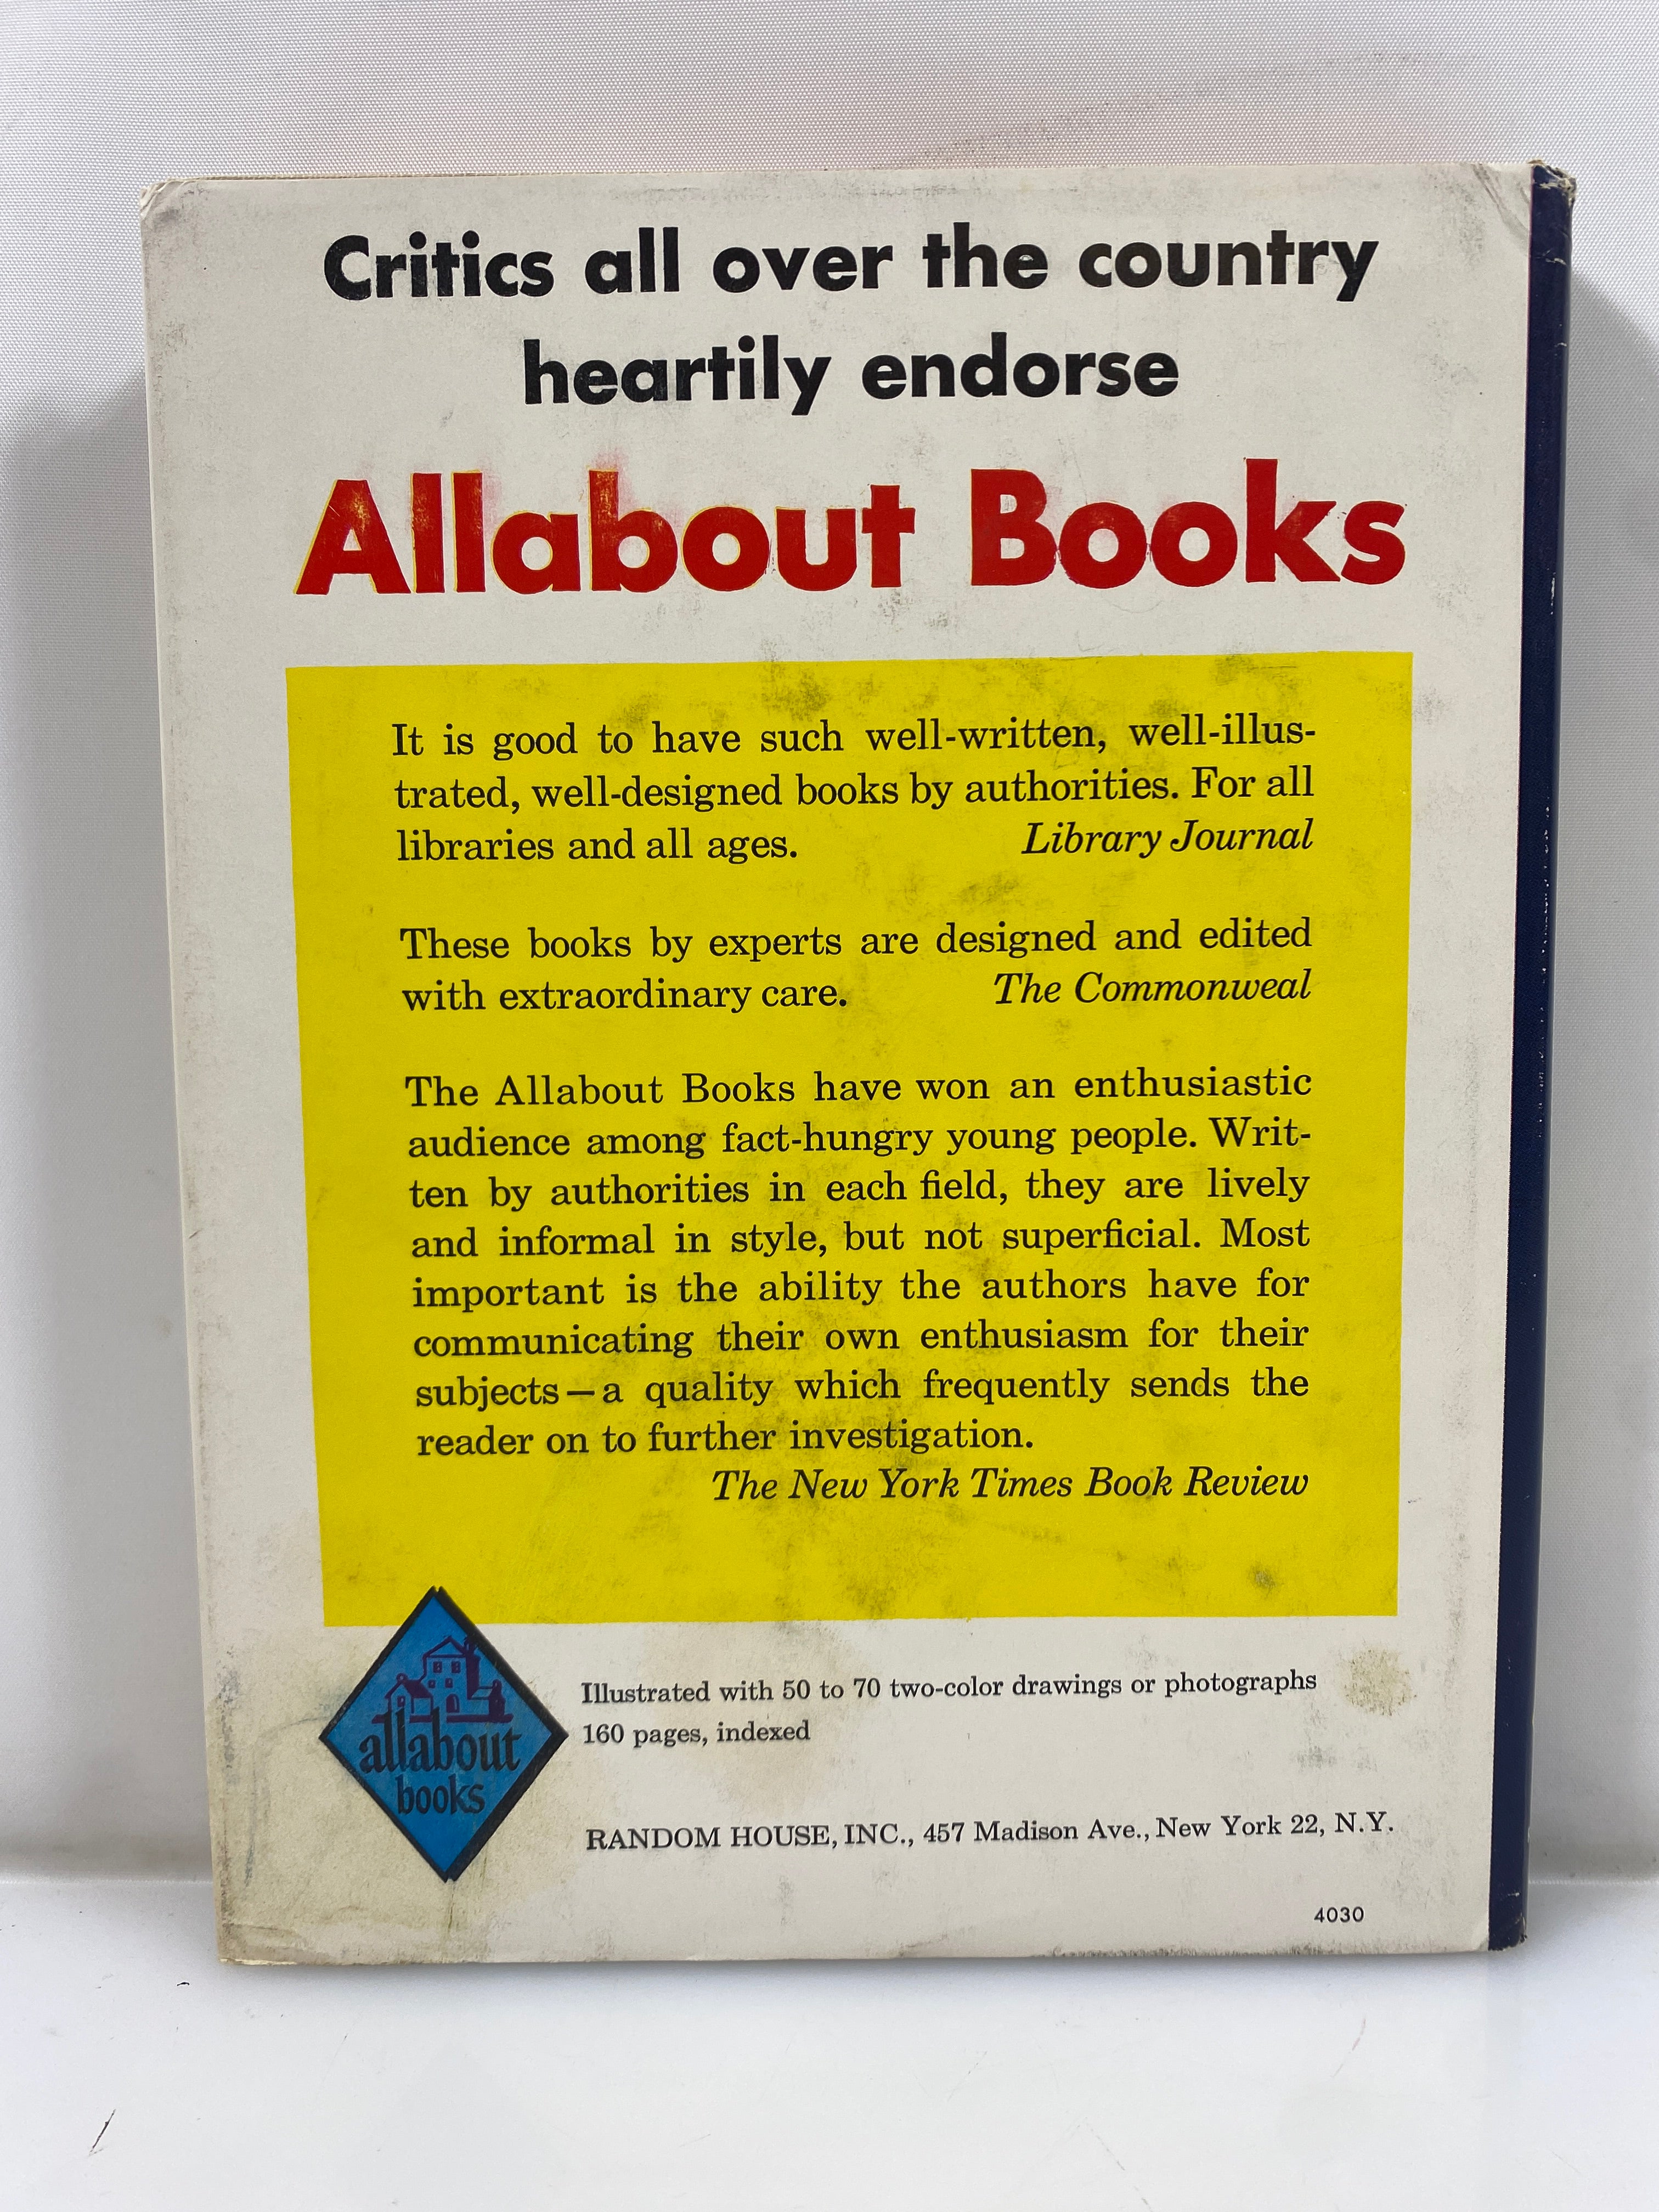 Critics all over the country
heartily endorse
Allabout Books
It is good to have such well-written, well-illus-
trated, well-designed books by authorities. For all
libraries and all ages. Library Journal
These books by experts are designed and edited
with extraordinary care. The Commonweal
The Allabout Books have won an enthusiastic
audience among fact-hungry young people. Writ-
ten by authorities in each field, they are lively
and informal in style, but not superficial. Most
important is the ability the authors have for
communicating their own enthusiasm for their
subjects—a quality which frequently sends the
reader on to further investigation.
The New York Times Book Review
allabout
books
Illustrated with 50 to 70 two-color drawings or photographs
160 pages, indexed
RANDOM HOUSE, INC., 457 Madison Ave., New York 22, N.Y.
4030